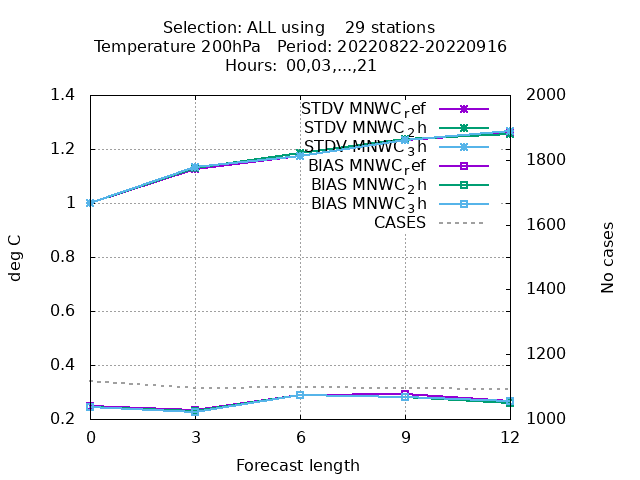 Selection: ALL using    29 stations
Temperature 200hPa   Period: 20220822-20220916
Hours: 00,03,...,21
1.4
1.2
1
0.8
0.6
0.4
0.2
deg C
2000
1800
1600
1400
1200
1000
No cases
STDV MNWC_ref
STDV MNWC_2h
STDV MNWC_3h
BIAS MNWC_ref
BIAS MNWC_2h
BIAS MNWC_3h
CASES
0 3 6 9 12
Forecast length